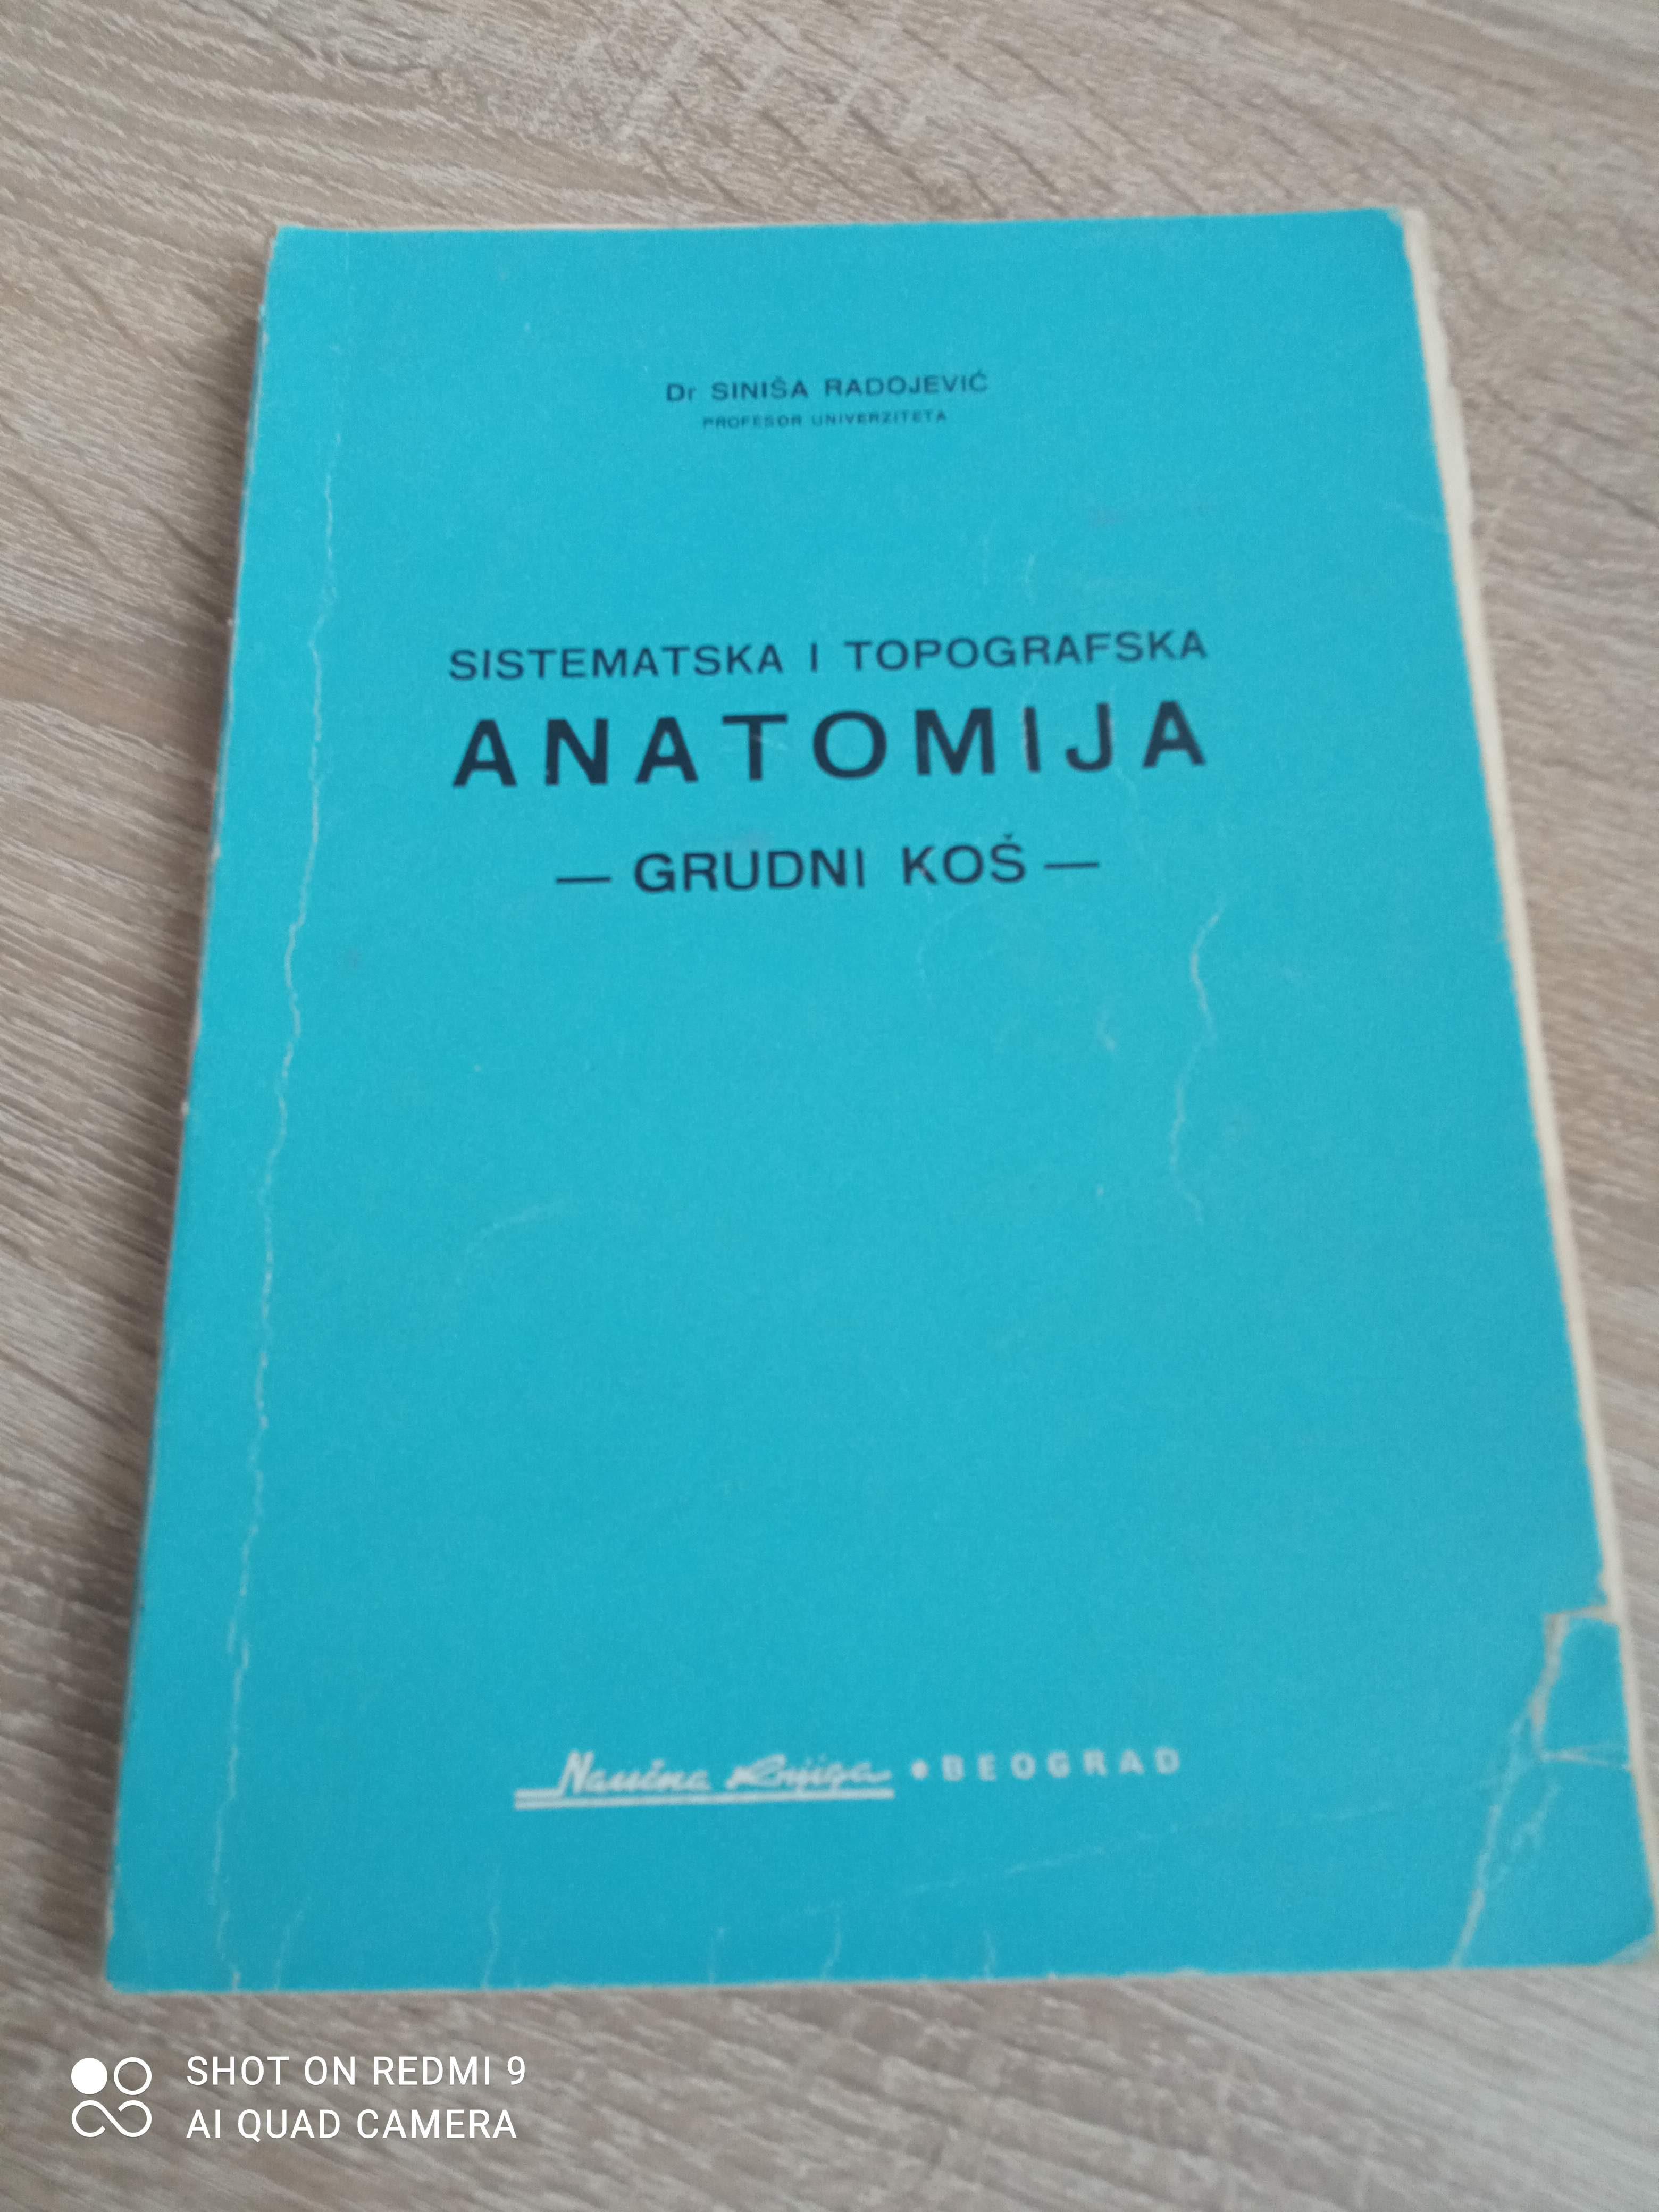 Dr SINIŠA RADOJEVIĆ
PROFESOR UNIVERZITETA
SISTEMATSKA I TOPOGRAFSKA
ANATOMIJA
— GRUDNI KOŠ —
Naučna Knjiga • BEOGRAD
SHOT ON REDMI 9
AI QUAD CAMERA